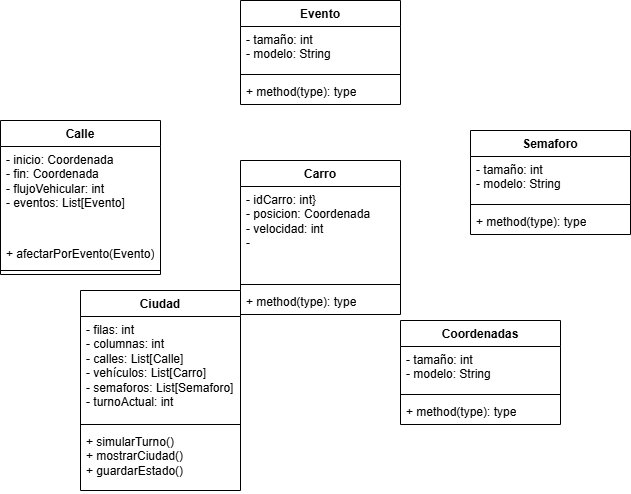 Evento
- tamaño: int
- modelo: String
+ method(type): type
Calle
- inicio: Coordenada
- fin: Coordenada
- flujoVehicular: int
- eventos: List[Evento]
+ afectarPorEvento(Evento)
Carro
- idCarro: int}
- posicion: Coordenada
- velocidad: int
-
+ method(type): type
Semaforo
- tamaño: int
- modelo: String
+ method(type): type
Ciudad
- filas: int
- columnas: int
- calles: List[Calle]
- vehículos: List[Carro]
- semaforos: List[Semaforo]
- turnoActual: int
+ simularTurno()
+ mostrarCiudad()
+ guardarEstado()
Coordenadas
- tamaño: int
- modelo: String
+ method(type): type